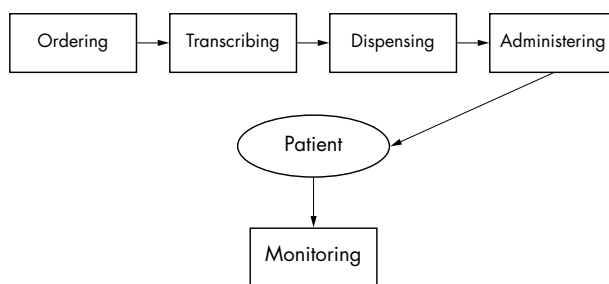 Ordering
Transcribing
Dispensing
Administering
Patient
Monitoring